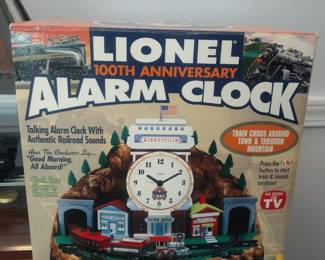 LIONEL
100TH ANNIVERSARY
ALARM CLOCK
Talking Alarm Clock With
Authentic Railroad Sounds
Hear The Conductor Say...
"Good Morning,
All Aboard!"
TRAIN CHUGS AROUND
TOWN & THROUGH
MOUNTAIN
Press the
button to start
train & sounds
anytime!
AS SEEN ON
TV
LIONELVILLE